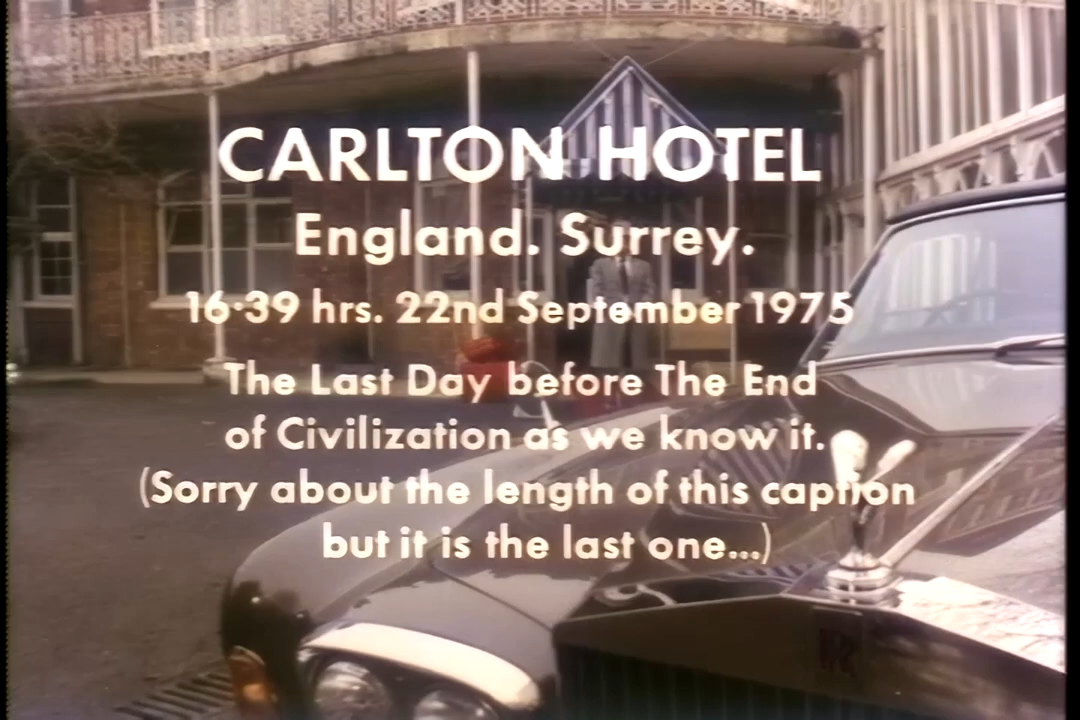 CARLTON HOTEL
England. Surrey.
16·39 hrs. 22nd September 1975
The Last Day before The End
of Civilization as we know it.
(Sorry about the length of this caption
but it is the last one...)